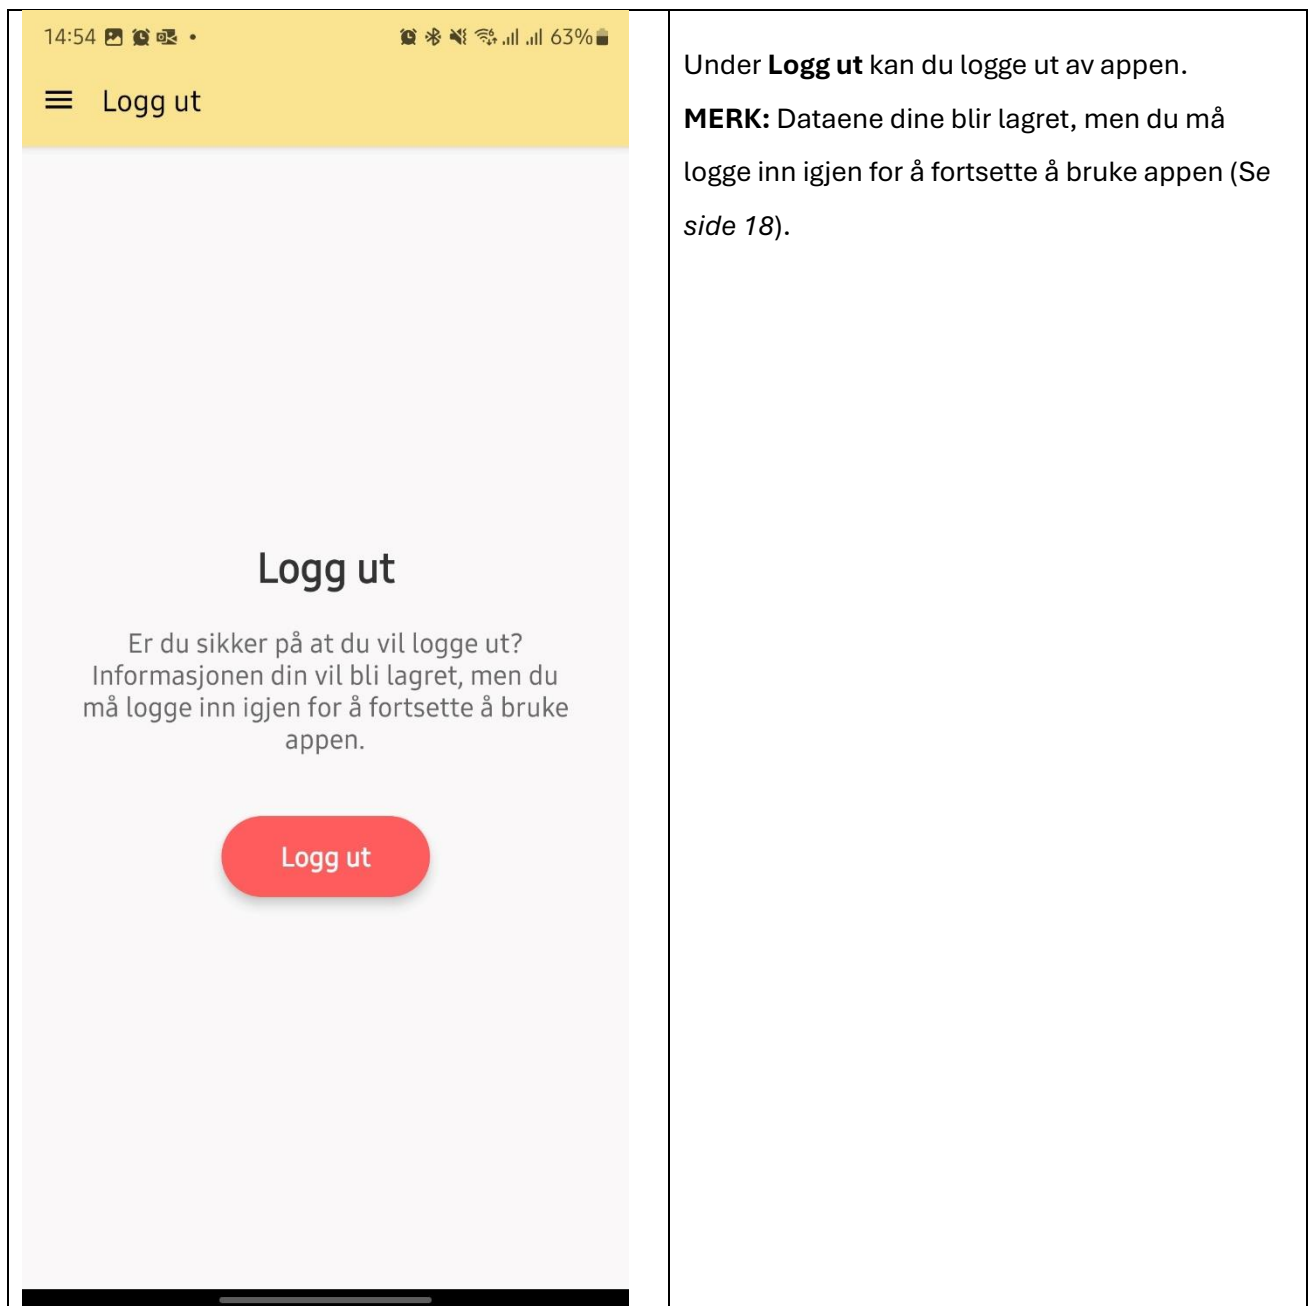 14:54
63%
Logg ut
Logg ut
Er du sikker på at du vil logge ut?
Informasjonen din vil bli lagret, men du
må logge inn igjen for å fortsette å bruke
appen.
Logg ut
Under Logg ut kan du logge ut av appen.
MERK: Dataene dine blir lagret, men du må
logge inn igjen for å fortsette å bruke appen (Se
side 18).